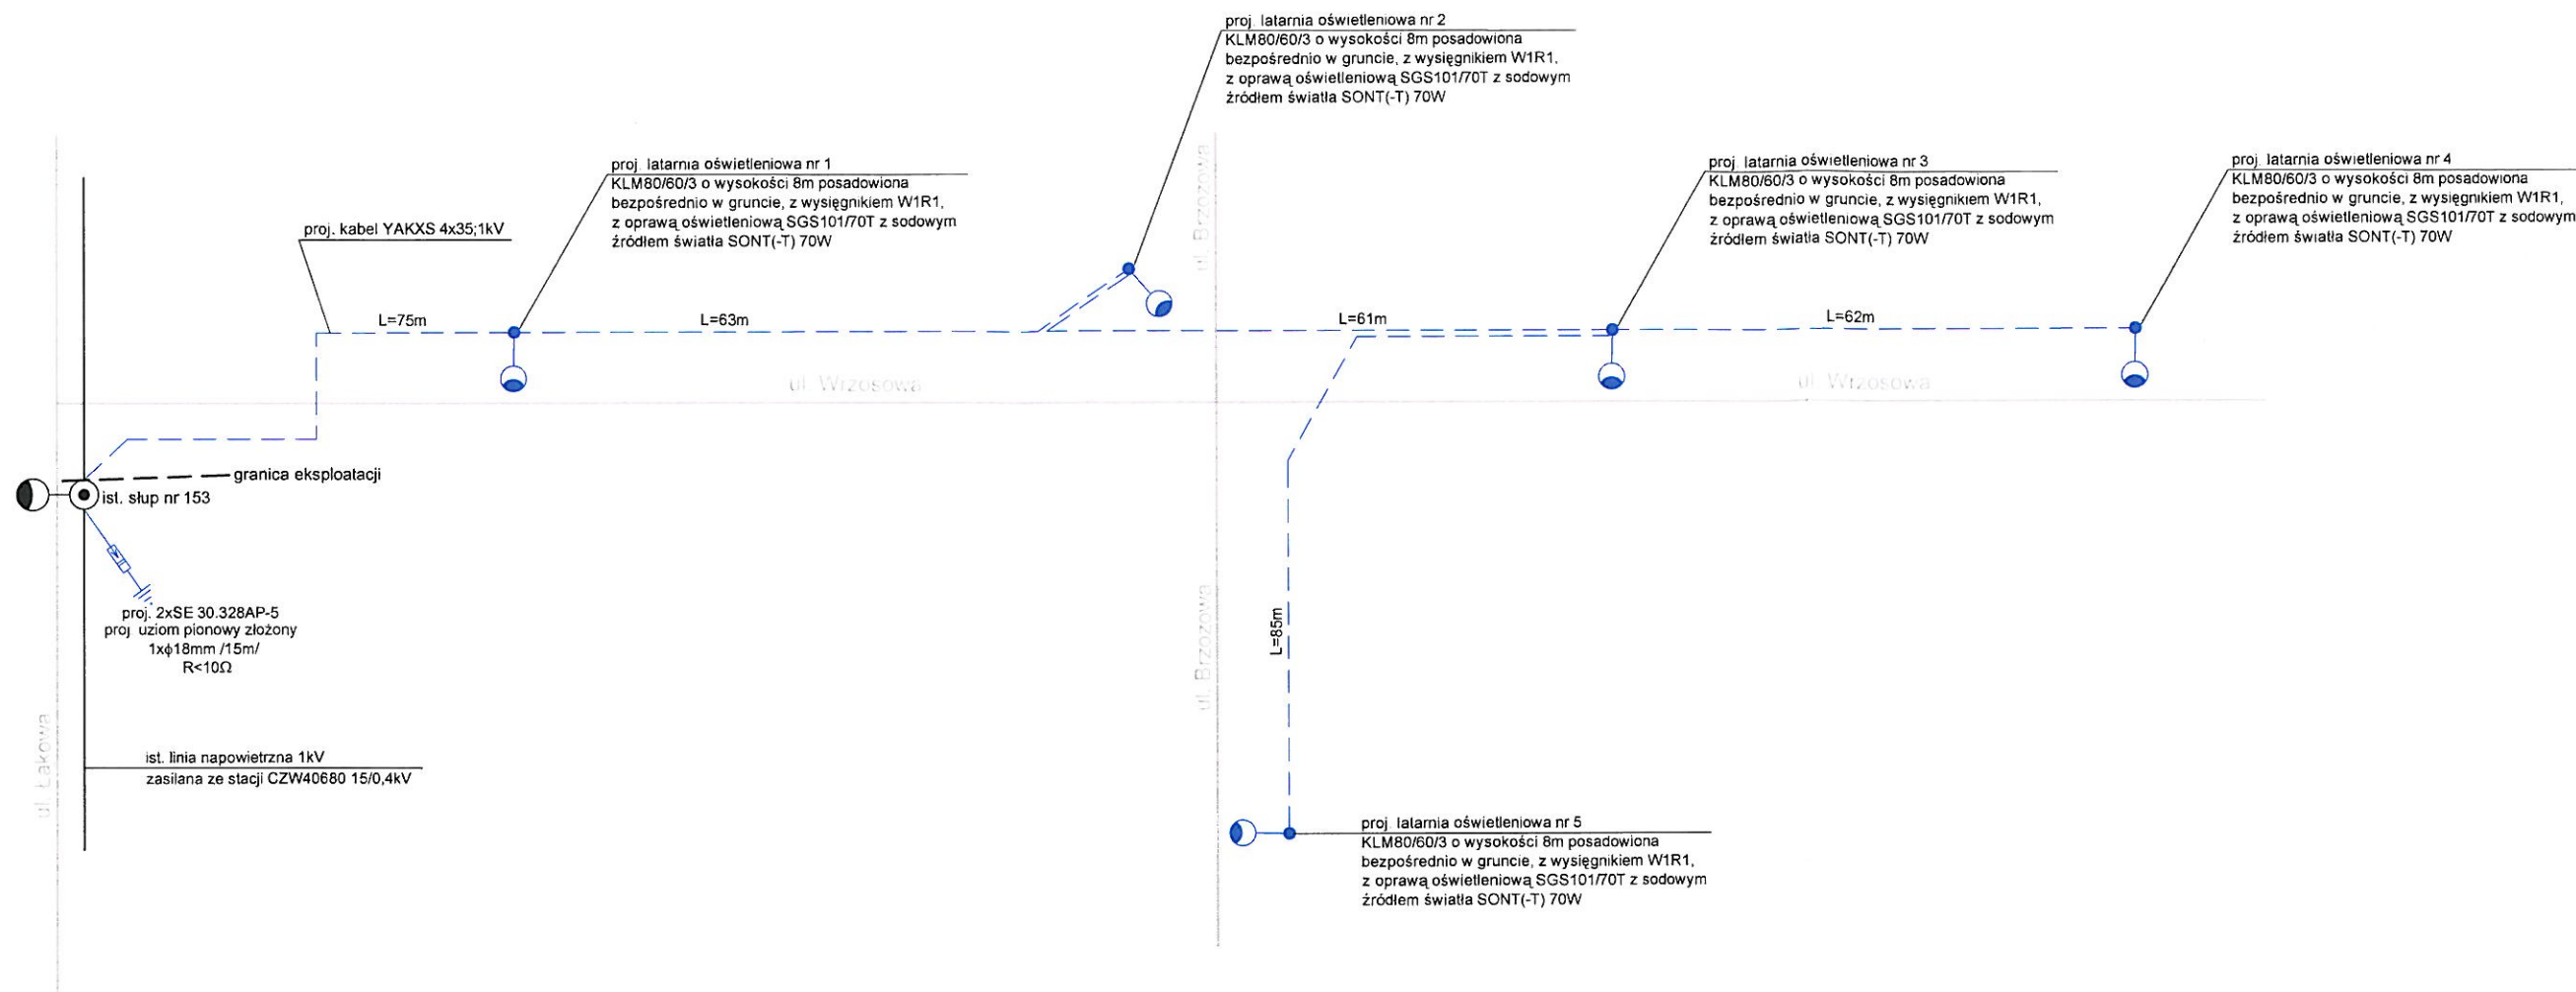 proj. latarnia oświetleniowa nr 2
KLM80/60/3 o wysokości 8m posadowiona
bezpośrednio w gruncie, z wysięgnikiem W1R1,
z oprawą oświetleniową SGS101/70T z sodowym
źródłem światła SONT(-T) 70W
proj. latarnia oświetleniowa nr 1
KLM80/60/3 o wysokości 8m posadowiona
bezpośrednio w gruncie, z wysięgnikiem W1R1,
z oprawą oświetleniową SGS101/70T z sodowym
źródłem światła SONT(-T) 70W
proj. latarnia oświetleniowa nr 3
KLM80/60/3 o wysokości 8m posadowiona
bezpośrednio w gruncie, z wysięgnikiem W1R1,
z oprawą oświetleniową SGS101/70T z sodowym
źródłem światła SONT(-T) 70W
proj. latarnia oświetleniowa nr 4
KLM80/60/3 o wysokości 8m posadowiona
bezpośrednio w gruncie, z wysięgnikiem W1R1,
z oprawą oświetleniową SGS101/70T z sodowym
źródłem światła SONT(-T) 70W
proj. kabel YAKXS 4x35;1kV
ul. Brzozowa
L=75m
L=63m
L=61m
L=62m
ul. Wrzosowa
ul. Wrzosowa
granica eksploatacji
ist. słup nr 153
proj. 2xSE 30.328AP-5
proj. uziom pionowy złożony
1xϕ18mm /15m/
R<10Ω
L=85m
ul. Brzozowa
ul. Łakowa
ist. linia napowietrzna 1kV
zasilana ze stacji CZW40680 15/0,4kV
proj. latarnia oświetleniowa nr 5
KLM80/60/3 o wysokości 8m posadowiona
bezpośrednio w gruncie, z wysięgnikiem W1R1,
z oprawą oświetleniową SGS101/70T z sodowym
źródłem światła SONT(-T) 70W